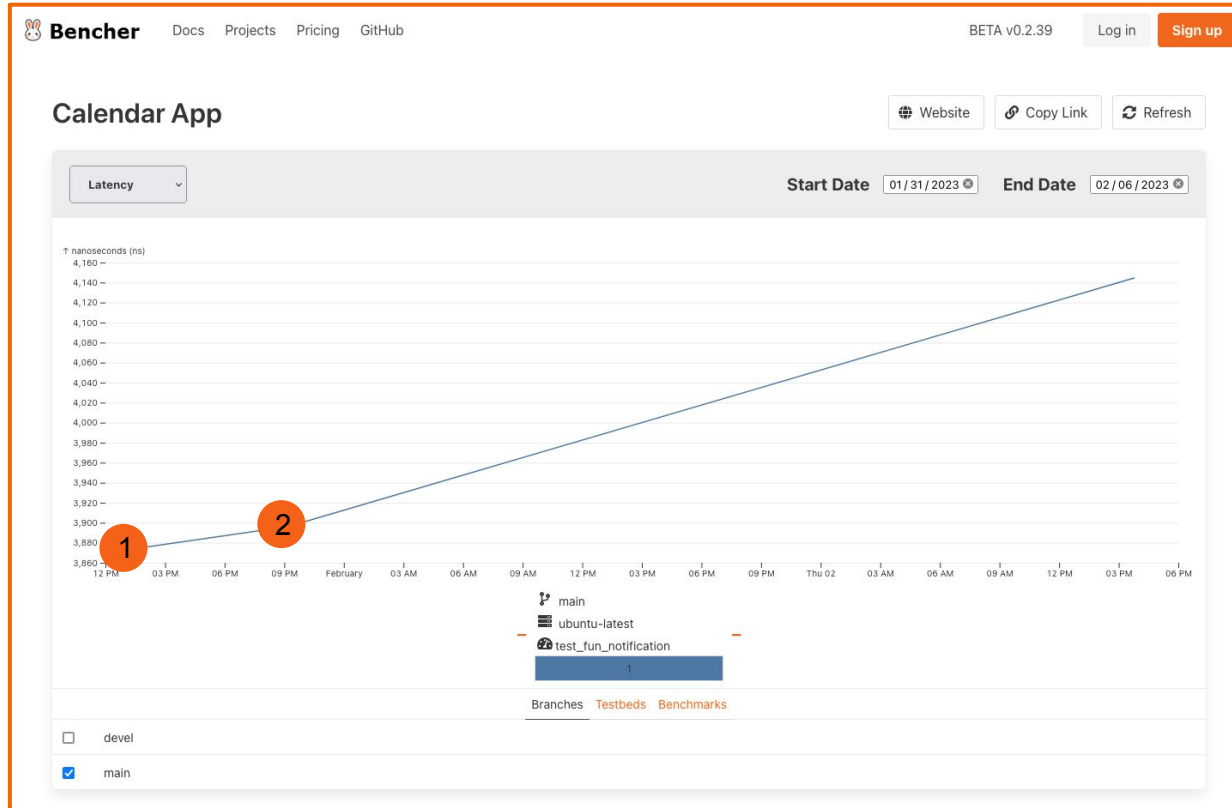 Bencher Docs Projects Pricing GitHub BETA v0.2.39 Log in Sign up
Calendar App Website Copy Link Refresh
Latency Start Date 01/31/2023 End Date 02/06/2023
↑ nanoseconds (ns)
4,160
4,140
4,120
4,100
4,080
4,060
4,040
4,020
4,000
3,980
3,960
3,940
3,920
3,900
2
3,880
1
3,860
12 PM 03 PM 06 PM 09 PM February 03 AM 06 AM 09 AM 12 PM 03 PM 06 PM 09 PM Thu 02 03 AM 06 AM 09 AM 12 PM 03 PM 06 PM
main
ubuntu-latest
test_fun_notification
1
Branches Testbeds Benchmarks
devel
main